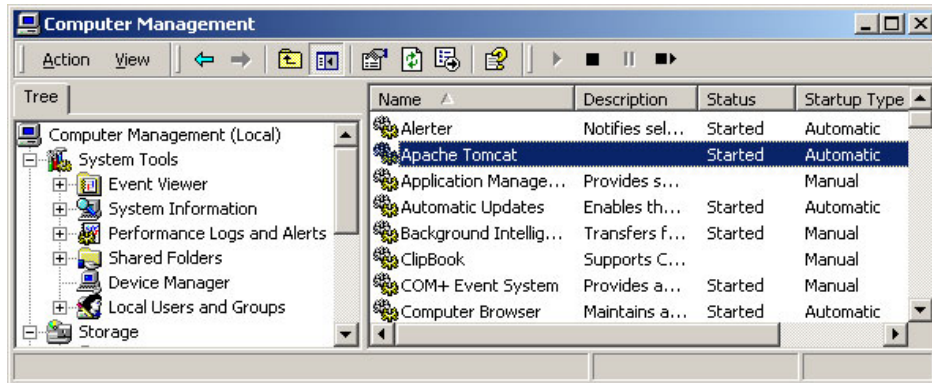 Computer Management
Action View
Tree
Computer Management (Local)
System Tools
Event Viewer
System Information
Performance Logs and Alerts
Shared Folders
Device Manager
Local Users and Groups
Storage
Name Description Status Startup Type
Alerter Notifies sel... Started Automatic
Apache Tomcat Started Automatic
Application Manage... Provides s... Manual
Automatic Updates Enables th... Started Automatic
Background Intellig... Transfers f... Started Manual
ClipBook Supports C... Manual
COM+ Event System Provides a... Started Manual
Computer Browser Maintains a... Started Automatic